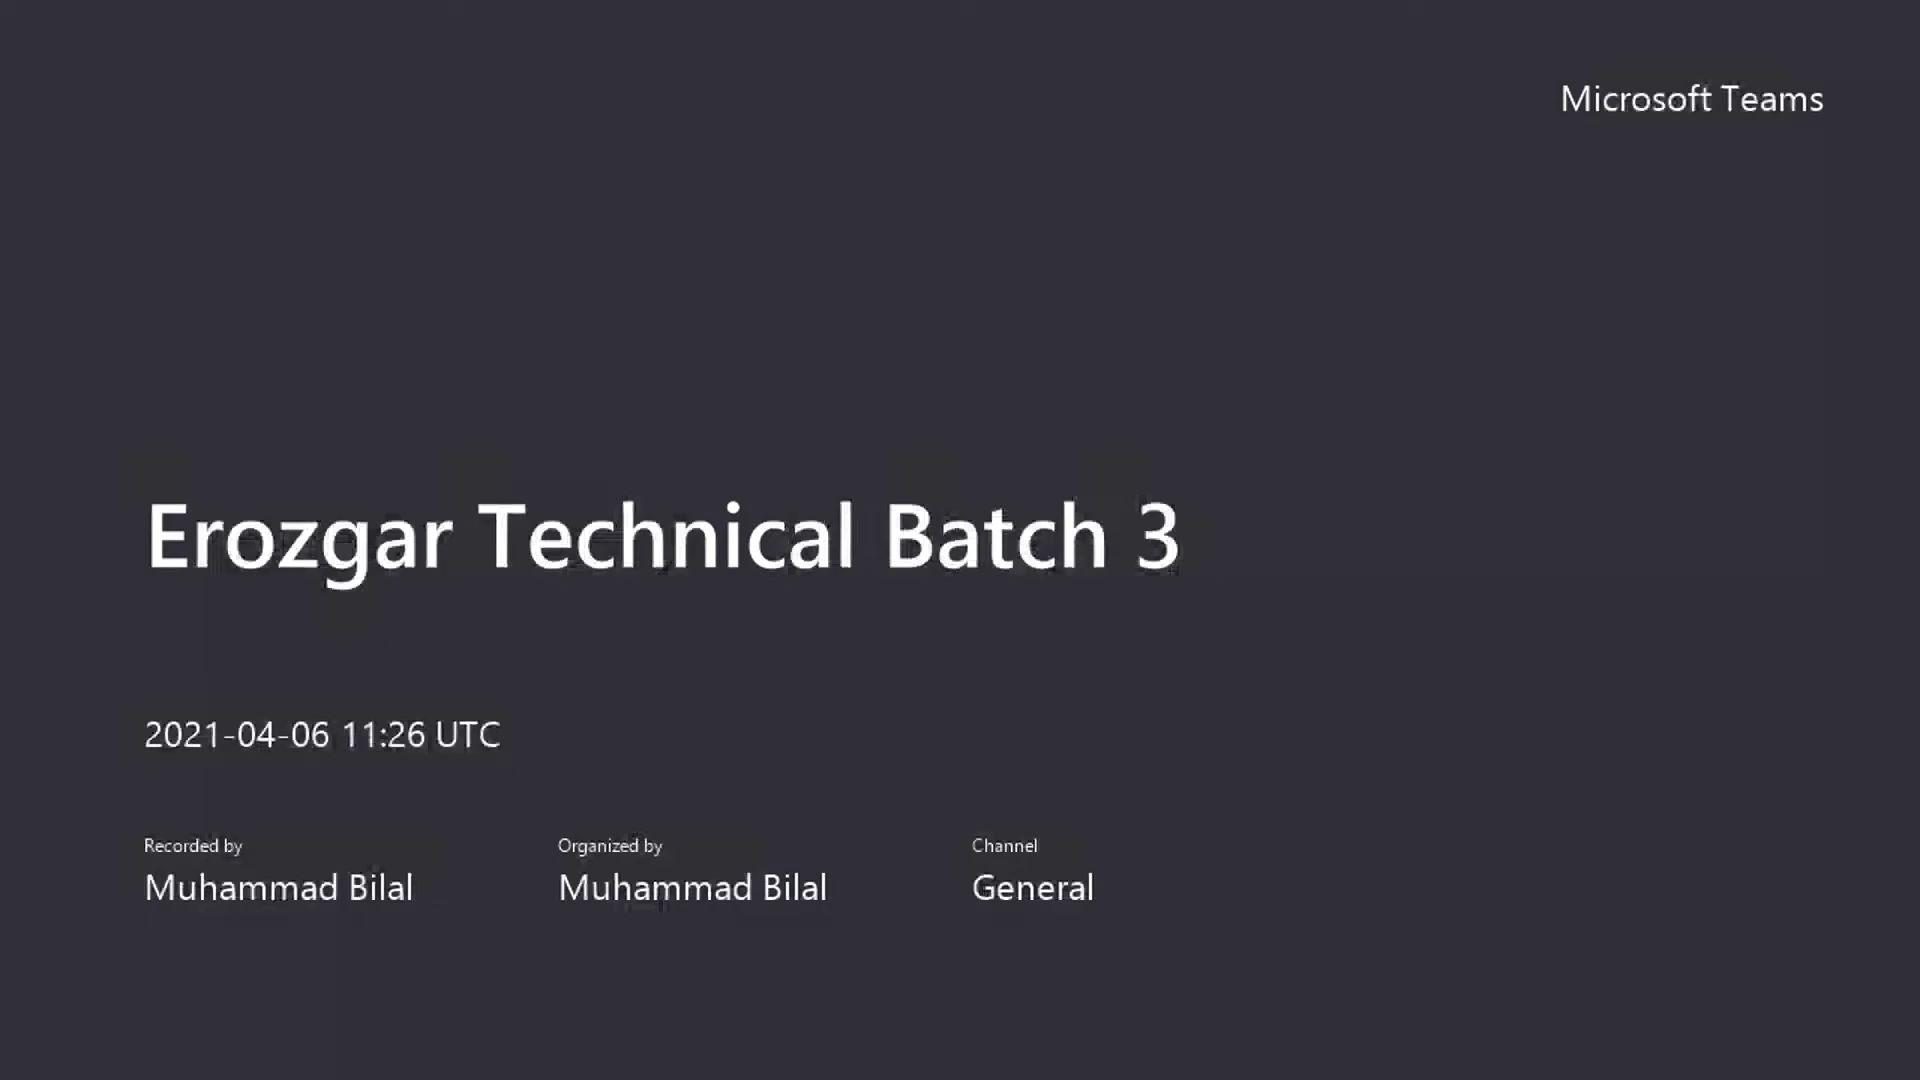 Microsoft Teams
Erozgar Technical Batch 3
2021-04-06 11:26 UTC
Recorded by
Muhammad Bilal
Organized by
Muhammad Bilal
Channel
General